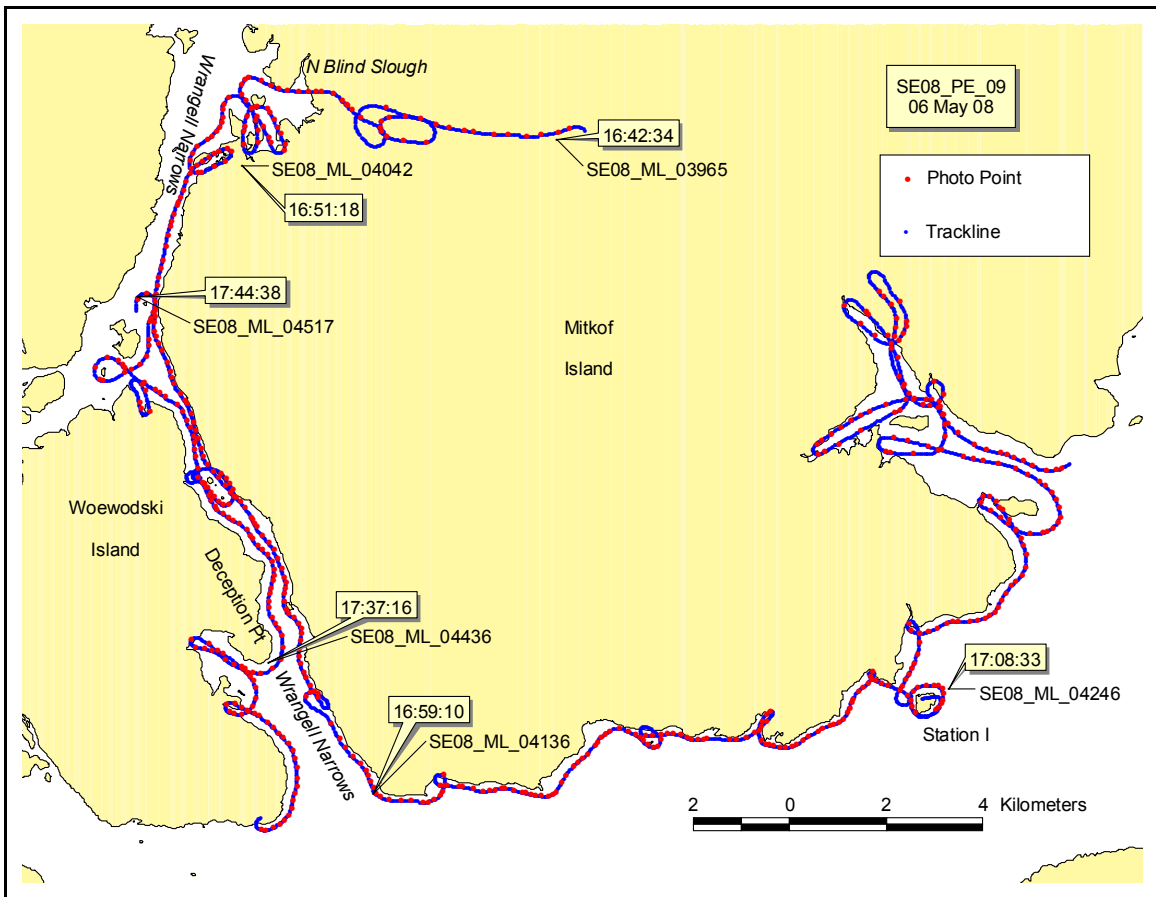 Wrangell Narrows
N Blind Slough
SE08_PE_09
06 May 08
16:42:34
SE08_ML_03965
SE08_ML_04042
16:51:18
Photo Point
Trackline
17:44:38
SE08_ML_04517
Mitkof
Island
Woewodski
Island
Deception Pt
17:37:16
SE08_ML_04436
17:08:33
SE08_ML_04246
Station I
Wrangell Narrows
16:59:10
SE08_ML_04136
2 0 2 4 Kilometers